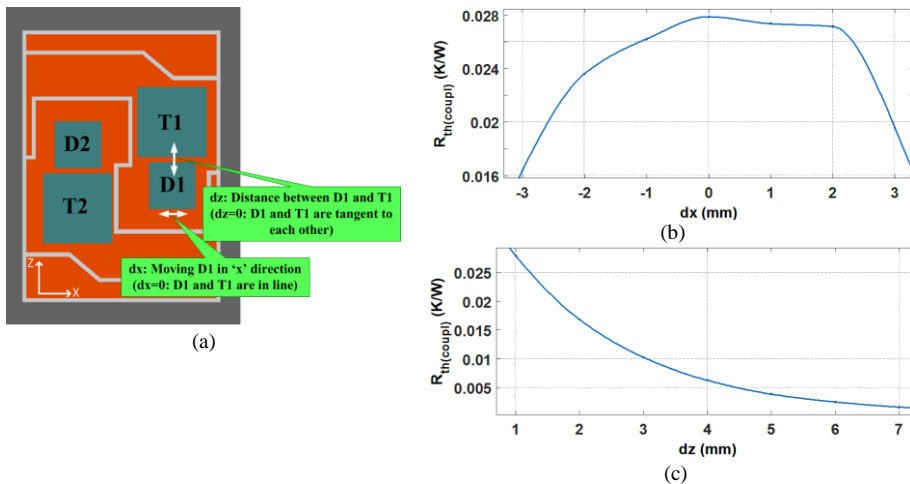 T1
D2
D1
T2
Z
X
dz: Distance between D1 and T1
(dz=0: D1 and T1 are tangent to
each other)
dx: Moving D1 in ‘x’ direction
(dx=0: D1 and T1 are in line)
(a)
R_th(coupl) (K/W)
0.028
0.024
0.02
0.016
-3 -2 -1 0 1 2 3
dx (mm)
(b)
R_th(coupl) (K/W)
0.025
0.02
0.015
0.01
0.005
1 2 3 4 5 6 7
dz (mm)
(c)